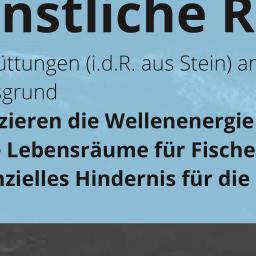 nstliche R
üttungen (i.d.R. aus Stein) an
sgrund
zieren die Wellenenergie
Lebensräume für Fische
nzielles Hindernis für die